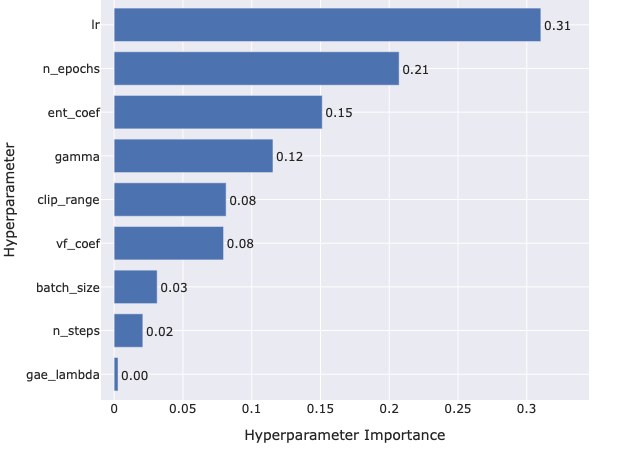 lr
0.31
n_epochs
0.21
ent_coef
0.15
gamma
0.12
clip_range
0.08
vf_coef
0.08
batch_size
0.03
n_steps
0.02
gae_lambda
0.00
Hyperparameter
0 0.05 0.1 0.15 0.2 0.25 0.3
Hyperparameter Importance